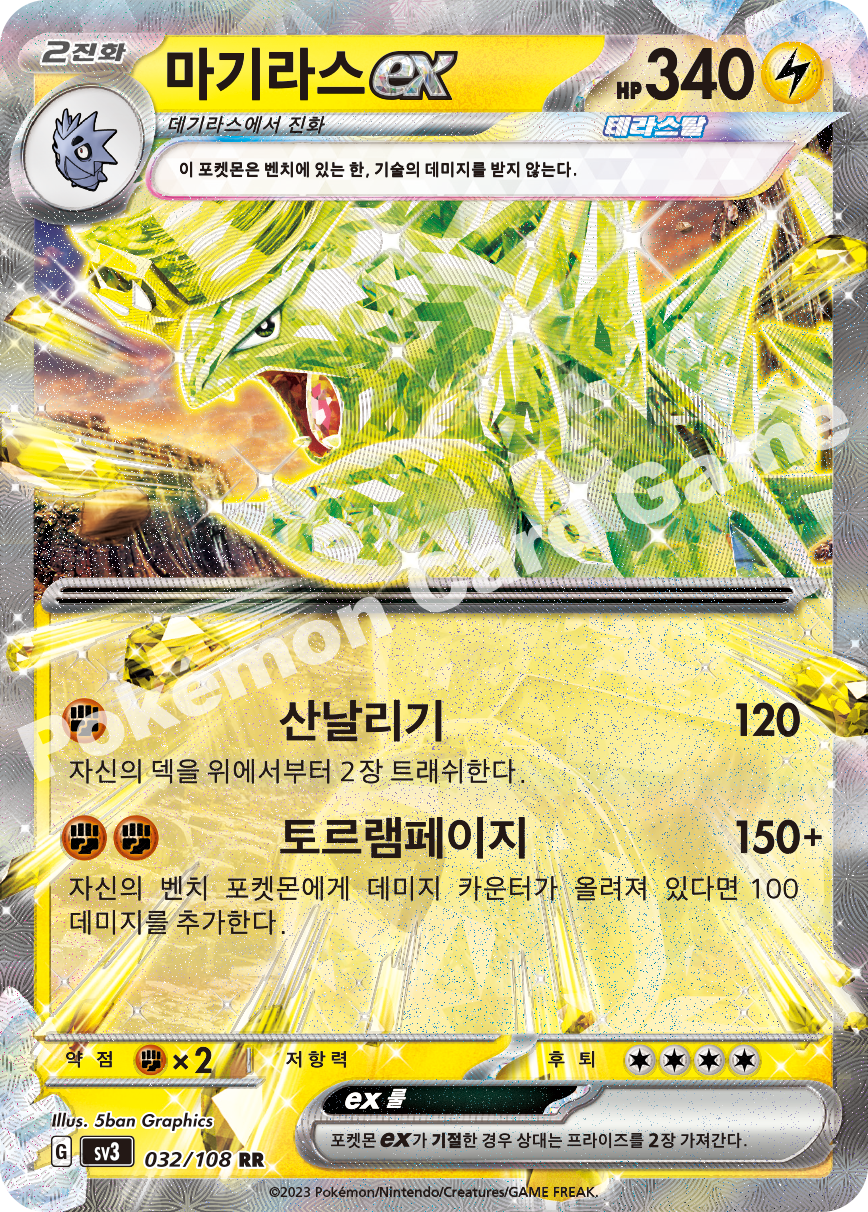 2진화
마기라스 ex
HP 340
데기라스에서 진화
테라스탈
이 포켓몬은 벤치에 있는 한, 기술의 데미지를 받지 않는다.
Pokémon Card Game
산날리기 120
자신의 덱을 위에서부터 2장 트래쉬한다.
토르램페이지 150+
자신의 벤치 포켓몬에게 데미지 카운터가 올려져 있다면 100
데미지를 추가한다.
약점 ×2 저항력 후퇴
ex 룰
포켓몬 ex가 기절한 경우 상대는 프라이즈를 2장 가져간다.
Illus. 5ban Graphics
G sv3 032/108 RR
©2023 Pokémon/Nintendo/Creatures/GAME FREAK.